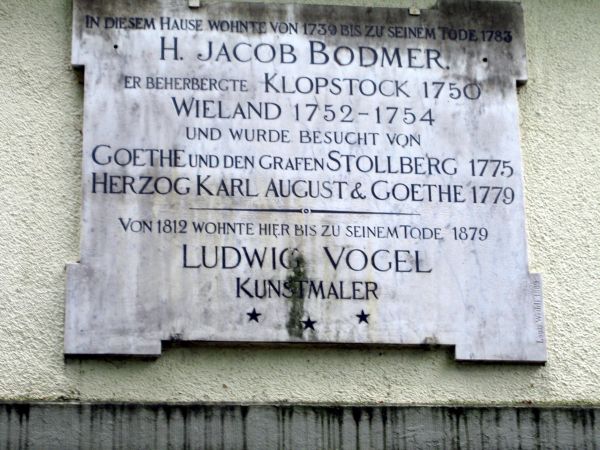 IN DIESEM HAUSE WOHNTE VON 1739 BIS ZU SEINEM TODE 1783
H. JACOB BODMER.
ER BEHERBERGTE KLOPSTOCK 1750
WIELAND 1752-1754
UND WURDE BESUCHT VON
GOETHE UND DEN GRAFEN STOLLBERG 1775
HERZOG KARL AUGUST & GOETHE 1779
VON 1812 WOHNTE HIER BIS ZU SEINEM TODE 1879
LUDWIG VOGEL
KUNSTMALER